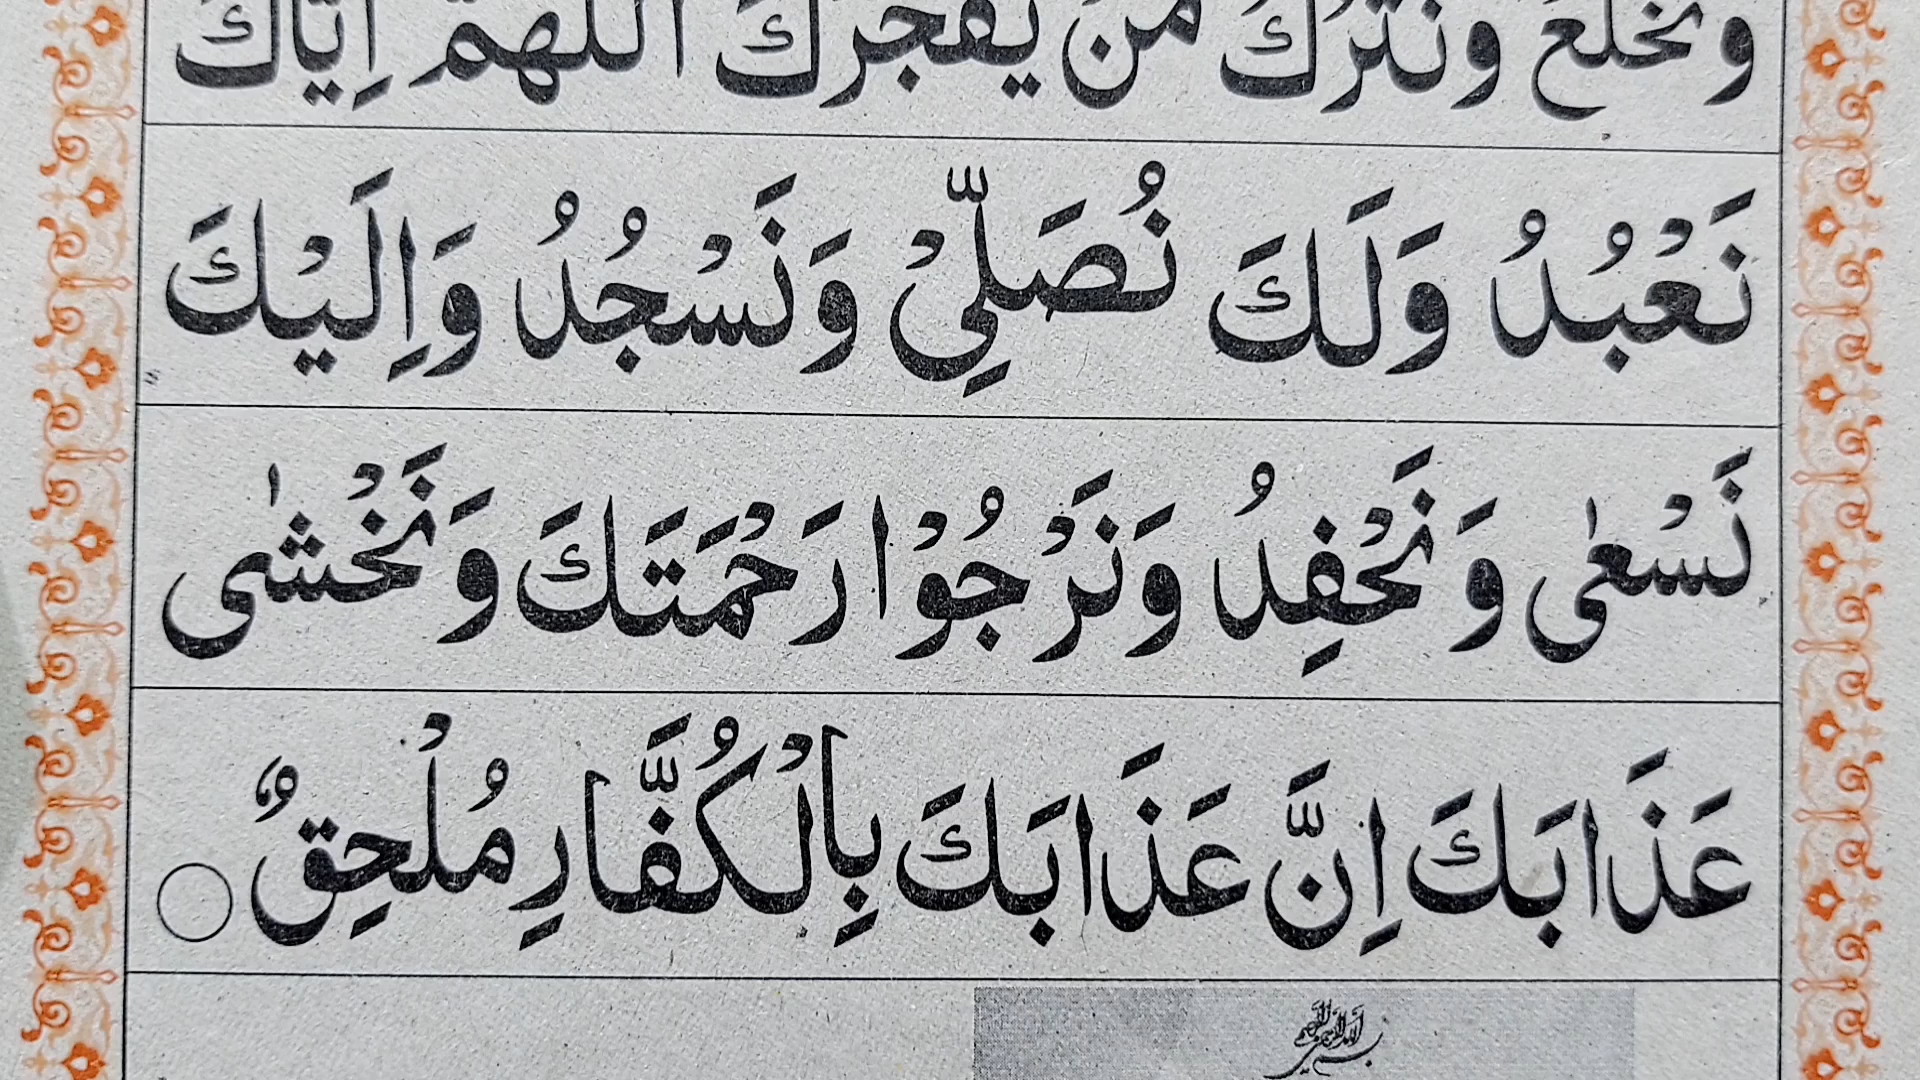 وَنَخْلَعُ وَنَتْرُكُ مَنْ يَّفْجُرُكَ اَللّٰهُمَّ اِيَّاكَ
نَعْبُدُ وَلَكَ نُصَلِّيْ وَنَسْجُدُ وَاِلَيْكَ
نَسْعٰى وَنَحْفِدُ وَنَرْجُوْا رَحْمَتَكَ وَنَخْشٰى
عَذَابَكَ اِنَّ عَذَابَكَ بِالْكُفَّارِ مُلْحِقٌ